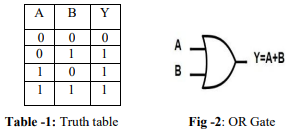 A B Y
0 0 0
0 1 1
1 0 1
1 1 1
Table -1: Truth table
A
B
Y=A+B
Fig -2: OR Gate